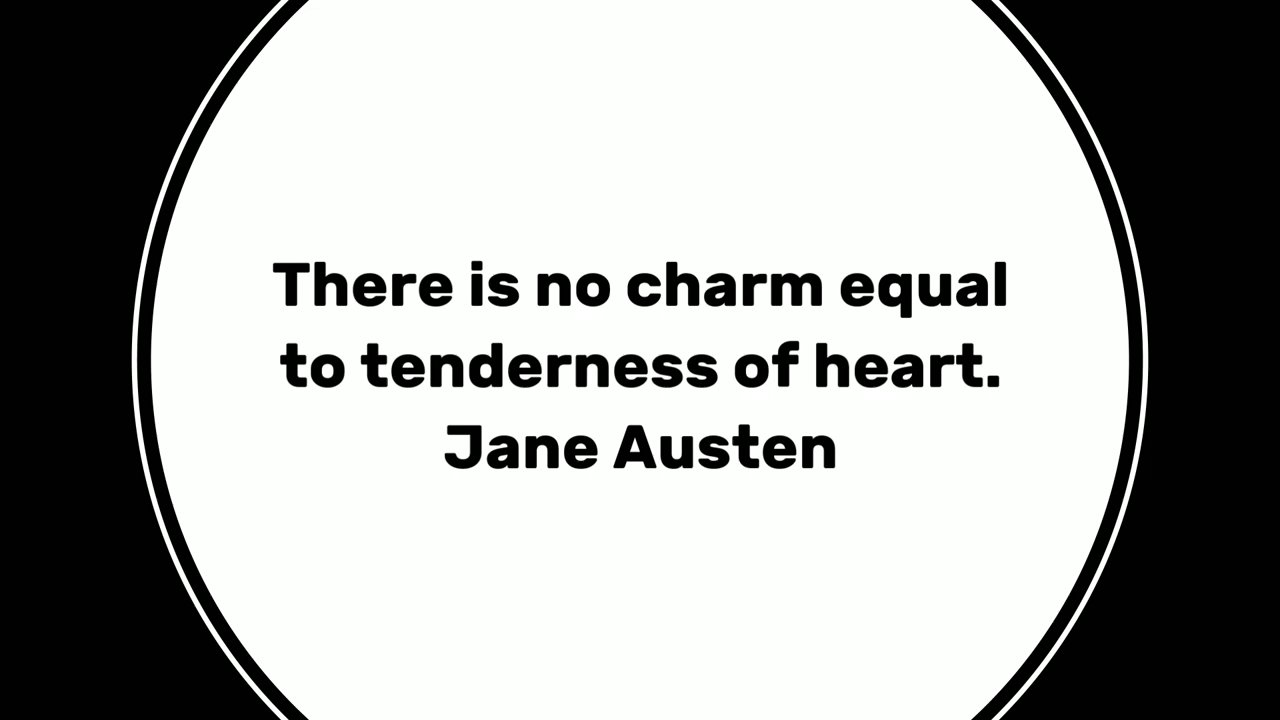 There is no charm equal
to tenderness of heart.
Jane Austen